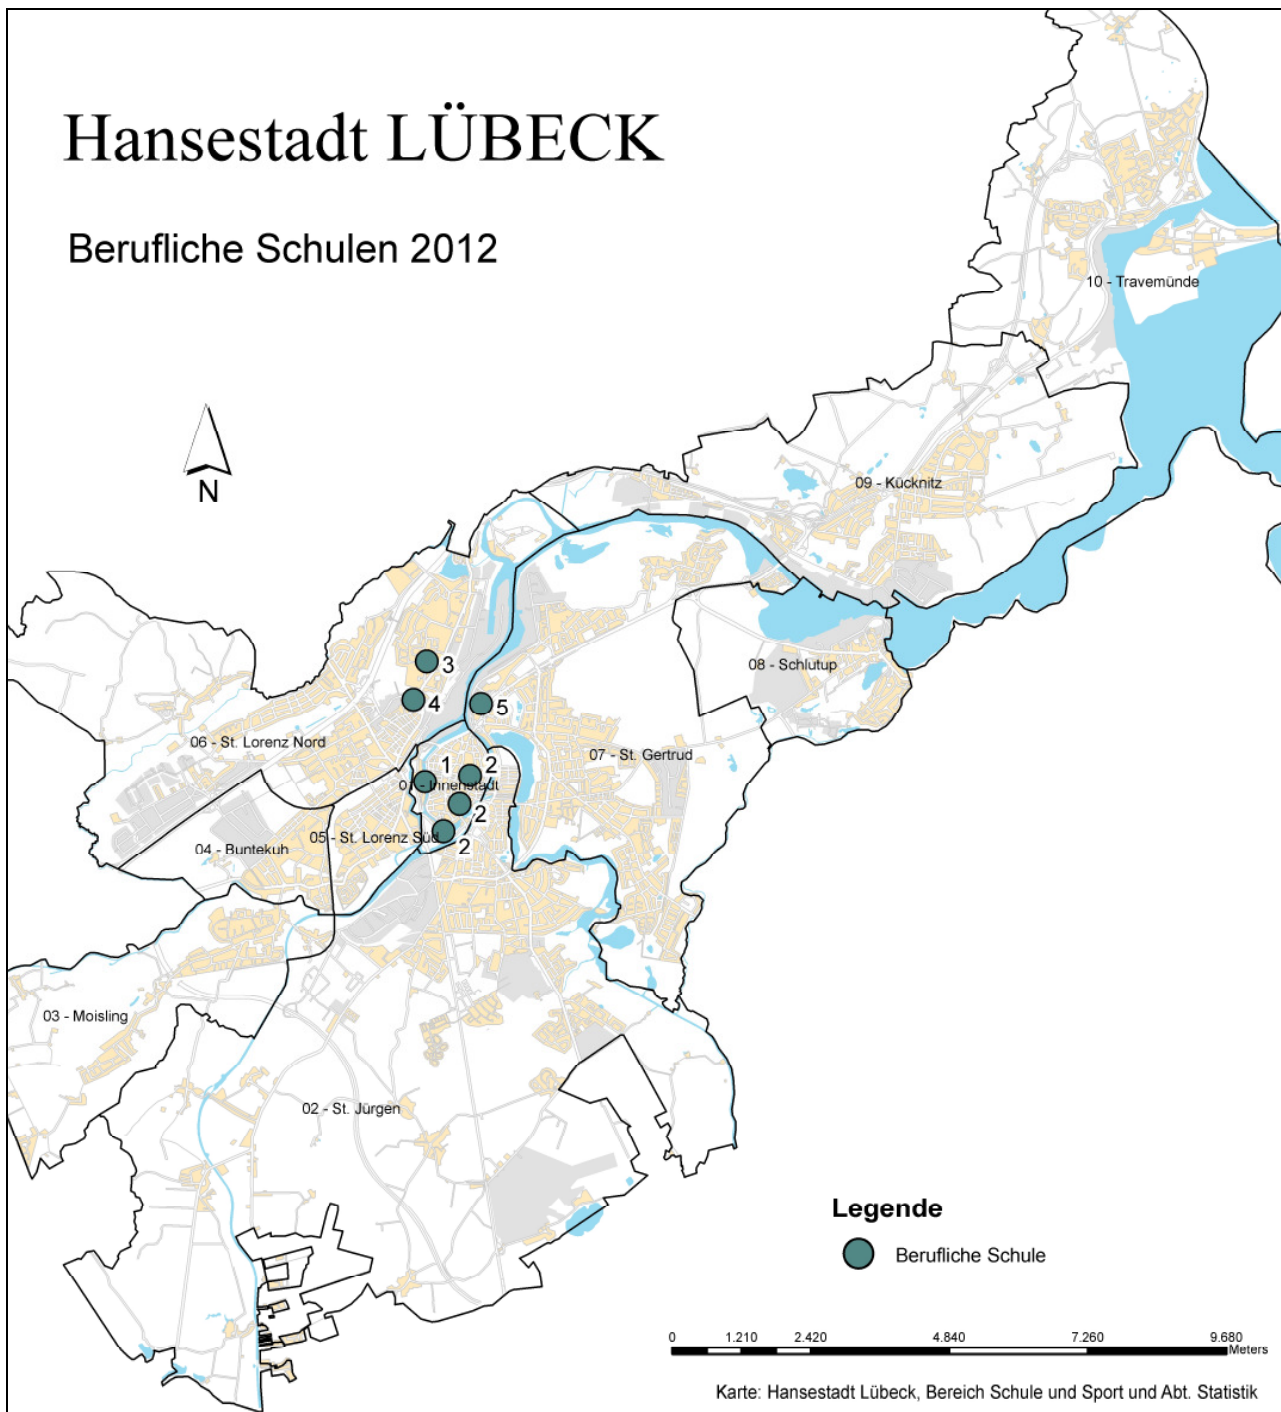 Hansestadt LÜBECK
Berufliche Schulen 2012
10 - Travemünde
N
09 - Kücknitz
3
08 - Schlutup
4
5
06 - St. Lorenz Nord
07 - St. Gertrud
1
2
01 - Innenstadt
2
05 - St. Lorenz Süd
2
04 - Buntekuh
03 - Moisling
02 - St. Jürgen
Legende
Berufliche Schule
0 1.210 2.420 4.840 7.260 9.680
Meters
Karte: Hansestadt Lübeck, Bereich Schule und Sport und Abt. Statistik